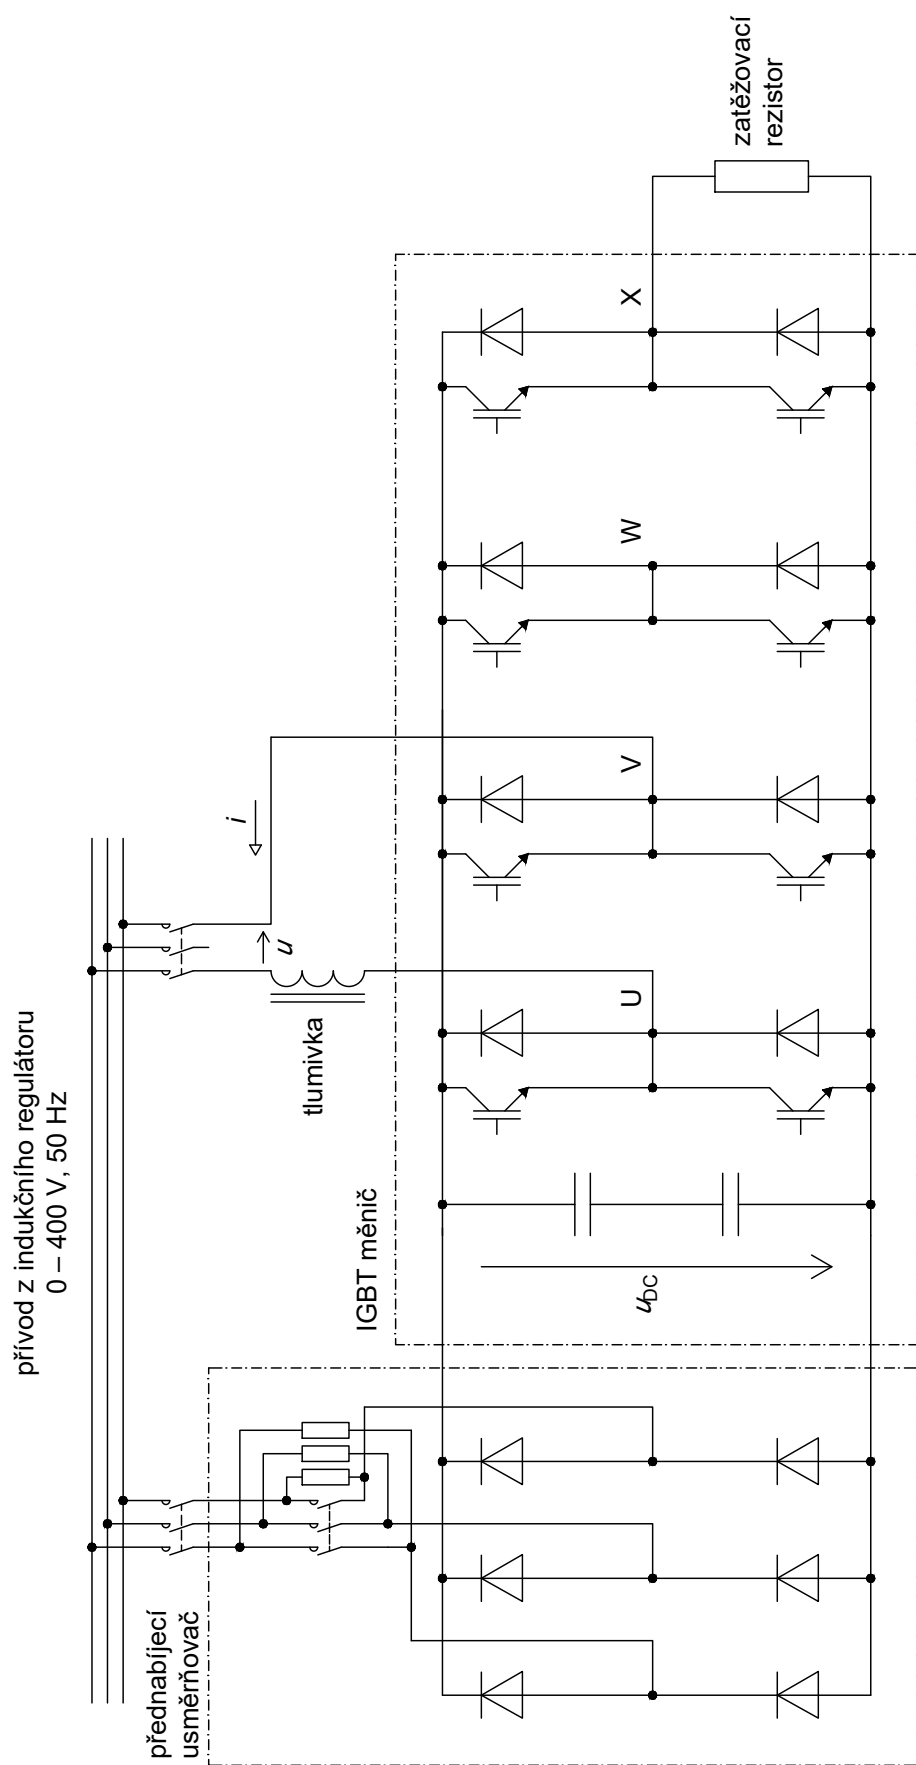 přívod z indukčního regulátoru
0 – 400 V, 50 Hz
přednabíjecí
usměrňovač
IGBT měnič
tlumivka
u
i
uDC
U
V
W
X
zatěžovací
rezistor